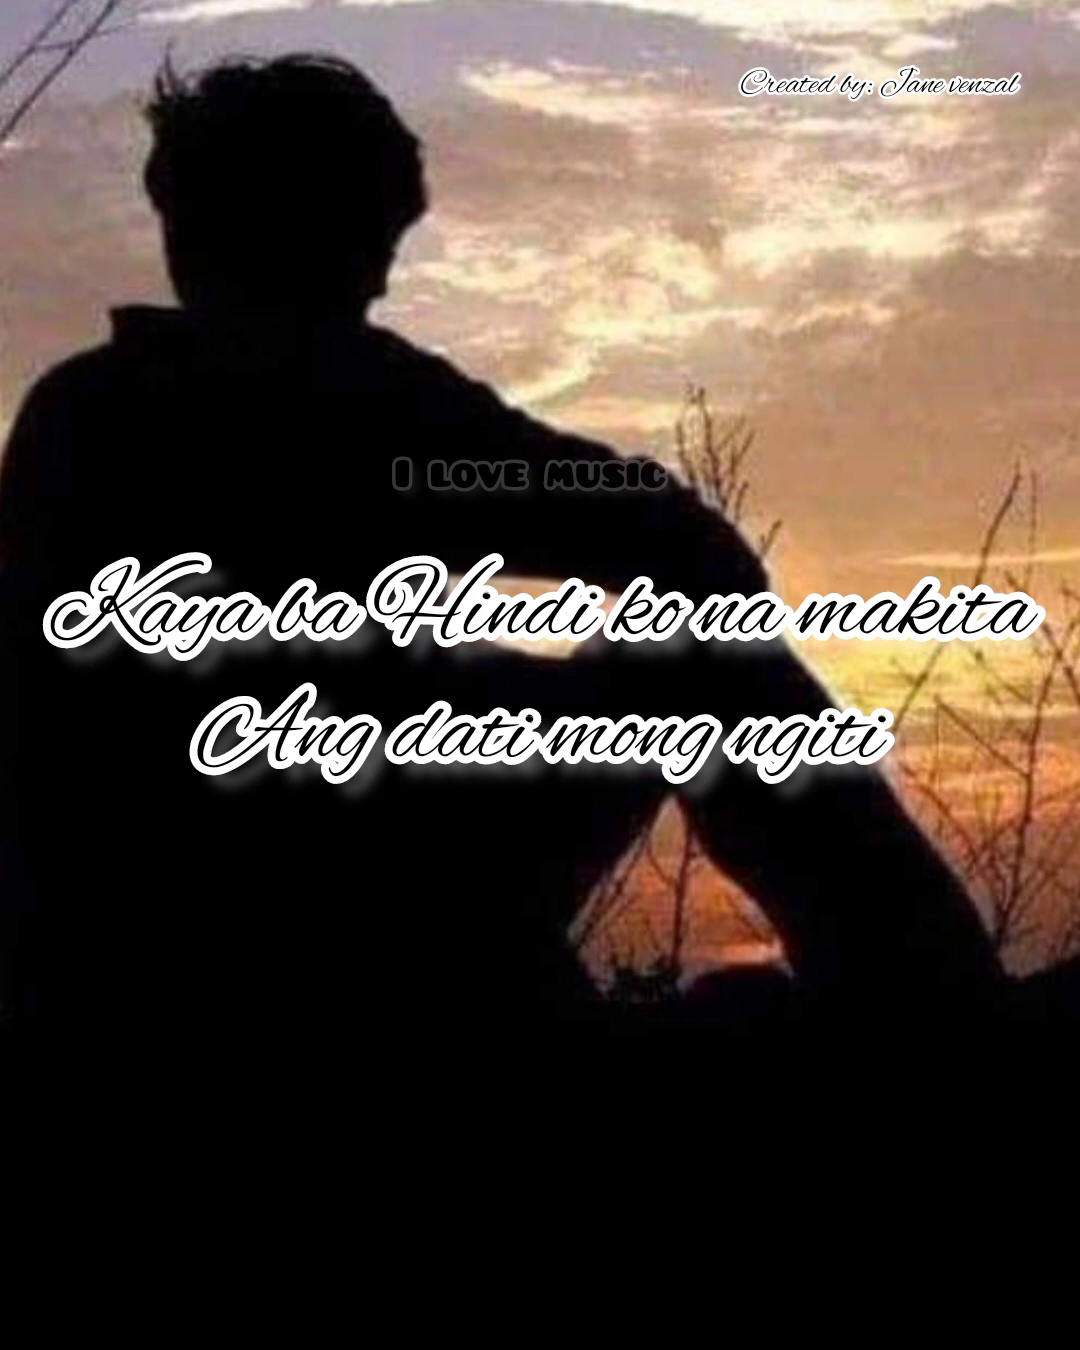 Created by: Jane venzal
I LOVE MUSIC
Kaya ba Hindi ko na makita
Ang dati mong ngiti